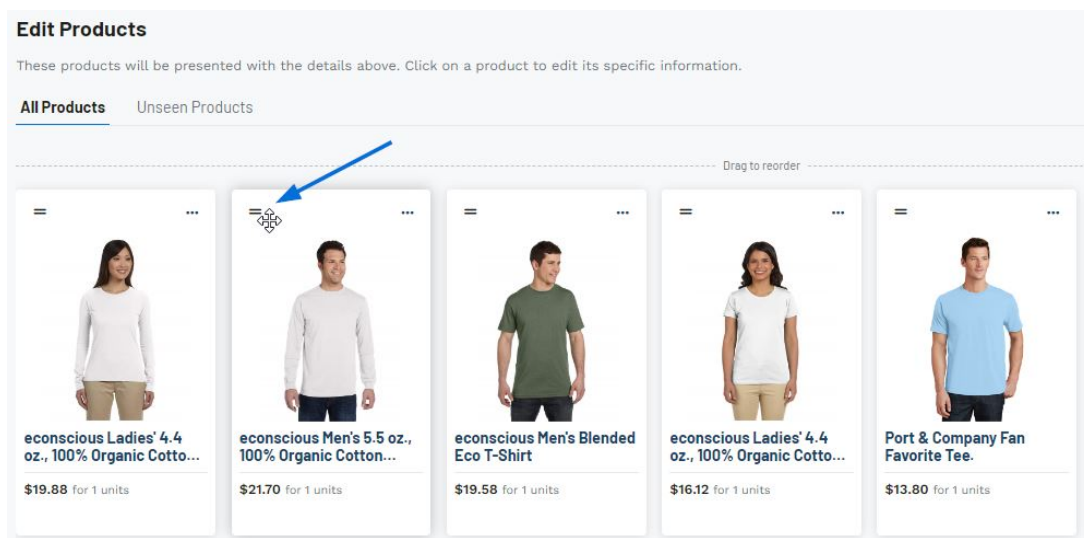 Edit Products
These products will be presented with the details above. Click on a product to edit its specific information.
All Products
Unseen Products
Drag to reorder
econscious Ladies' 4.4
oz., 100% Organic Cotto...
$19.88 for 1 units
econscious Men's 5.5 oz.,
100% Organic Cotton...
$21.70 for 1 units
econscious Men's Blended
Eco T-Shirt
$19.58 for 1 units
econscious Ladies' 4.4
oz., 100% Organic Cotto...
$16.12 for 1 units
Port & Company Fan
Favorite Tee.
$13.80 for 1 units